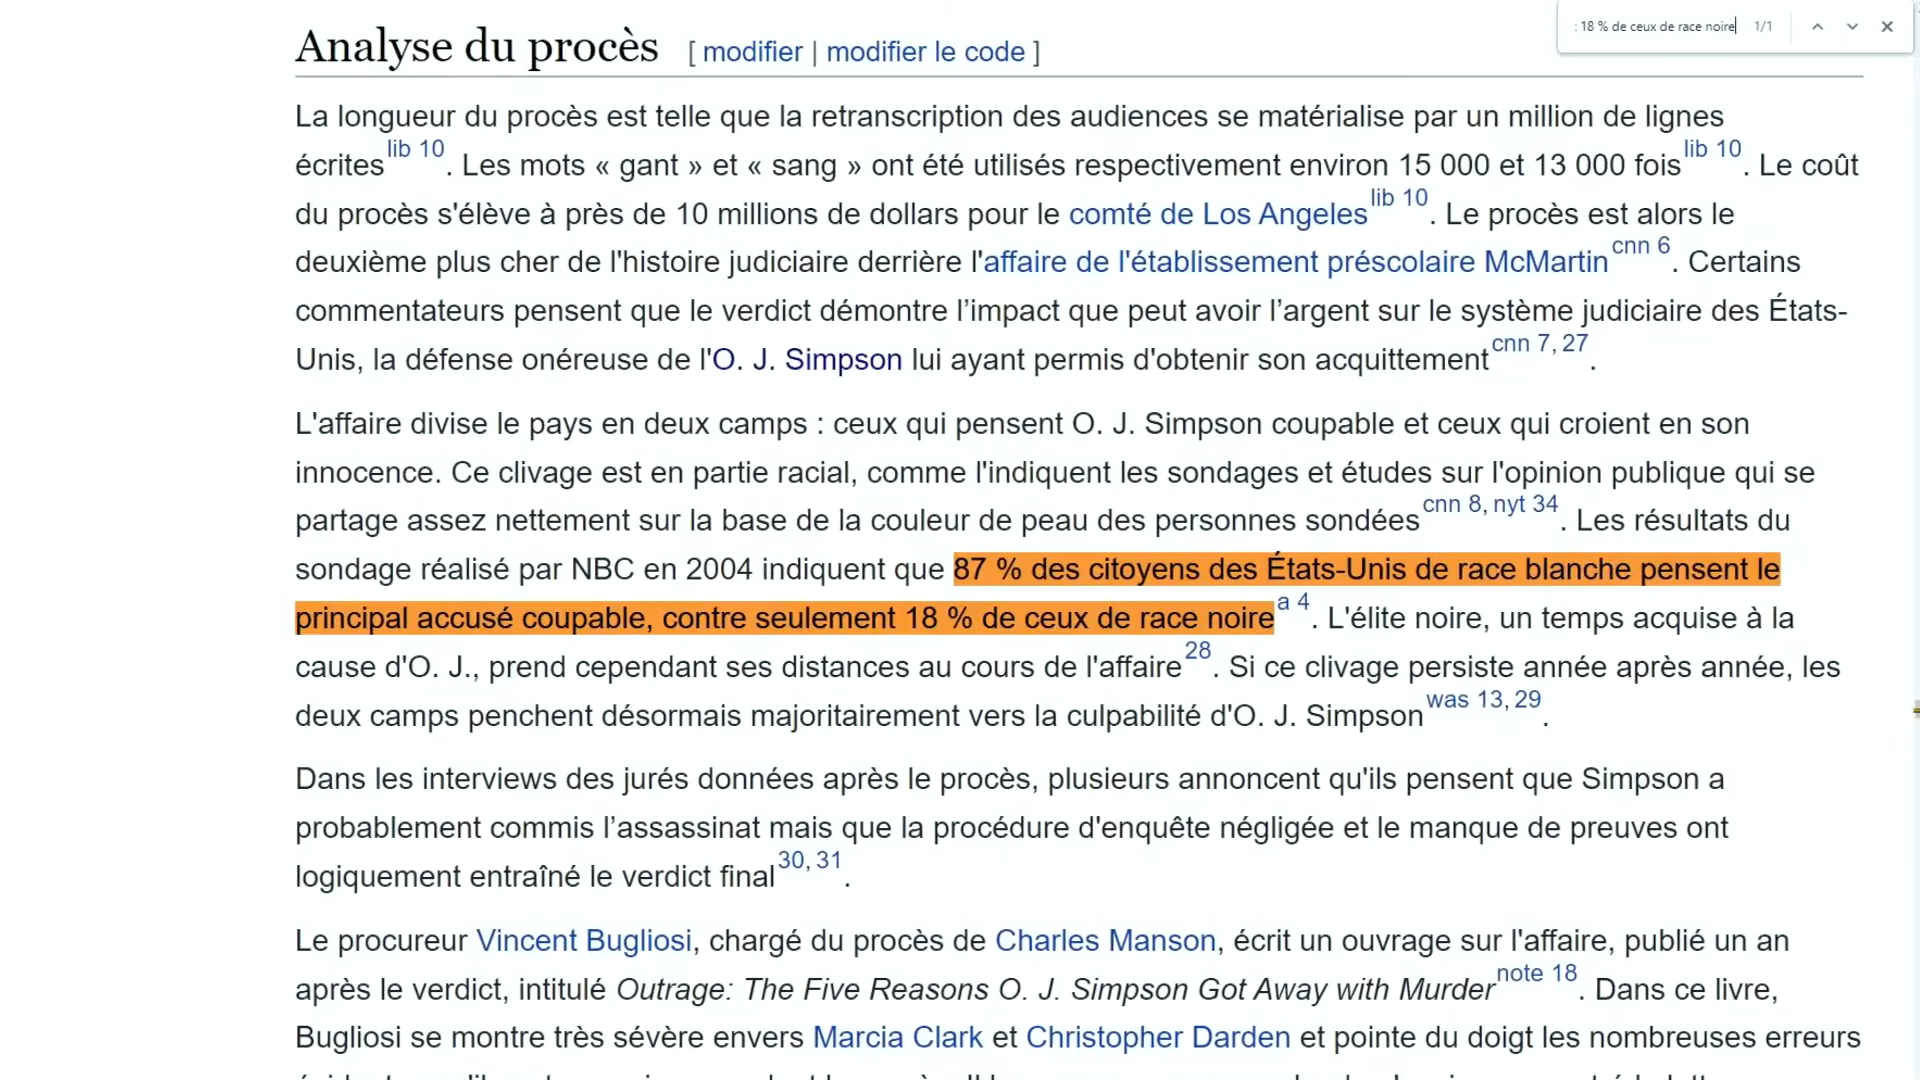 : 18 % de ceux de race noire 1/1
Analyse du procès [ modifier | modifier le code ]
La longueur du procès est telle que la retranscription des audiences se matérialise par un million de lignes
écrites lib 10. Les mots « gant » et « sang » ont été utilisés respectivement environ 15 000 et 13 000 fois lib 10. Le coût
du procès s'élève à près de 10 millions de dollars pour le comté de Los Angeles lib 10. Le procès est alors le
deuxième plus cher de l'histoire judiciaire derrière l'affaire de l'établissement préscolaire McMartin cnn 6. Certains
commentateurs pensent que le verdict démontre l’impact que peut avoir l’argent sur le système judiciaire des États-
Unis, la défense onéreuse de l'O. J. Simpson lui ayant permis d'obtenir son acquittement cnn 7, 27.
L'affaire divise le pays en deux camps : ceux qui pensent O. J. Simpson coupable et ceux qui croient en son
innocence. Ce clivage est en partie racial, comme l'indiquent les sondages et études sur l'opinion publique qui se
partage assez nettement sur la base de la couleur de peau des personnes sondées cnn 8, nyt 34. Les résultats du
sondage réalisé par NBC en 2004 indiquent que 87 % des citoyens des États-Unis de race blanche pensent le
principal accusé coupable, contre seulement 18 % de ceux de race noire a 4. L'élite noire, un temps acquise à la
cause d'O. J., prend cependant ses distances au cours de l'affaire 28. Si ce clivage persiste année après année, les
deux camps penchent désormais majoritairement vers la culpabilité d'O. J. Simpson was 13, 29.
Dans les interviews des jurés données après le procès, plusieurs annoncent qu'ils pensent que Simpson a
probablement commis l’assassinat mais que la procédure d'enquête négligée et le manque de preuves ont
logiquement entraîné le verdict final 30, 31.
Le procureur Vincent Bugliosi, chargé du procès de Charles Manson, écrit un ouvrage sur l'affaire, publié un an
après le verdict, intitulé Outrage: The Five Reasons O. J. Simpson Got Away with Murder note 18. Dans ce livre,
Bugliosi se montre très sévère envers Marcia Clark et Christopher Darden et pointe du doigt les nombreuses erreurs